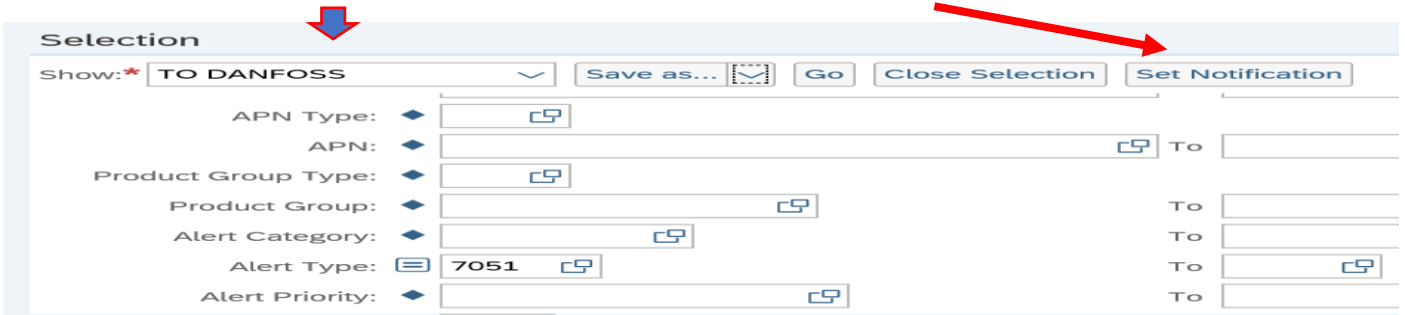 Selection
Show:* TO DANFOSS Save as... Go Close Selection Set Notification
APN Type:
APN: To
Product Group Type:
Product Group: To
Alert Category: To
Alert Type: 7051 To
Alert Priority: To